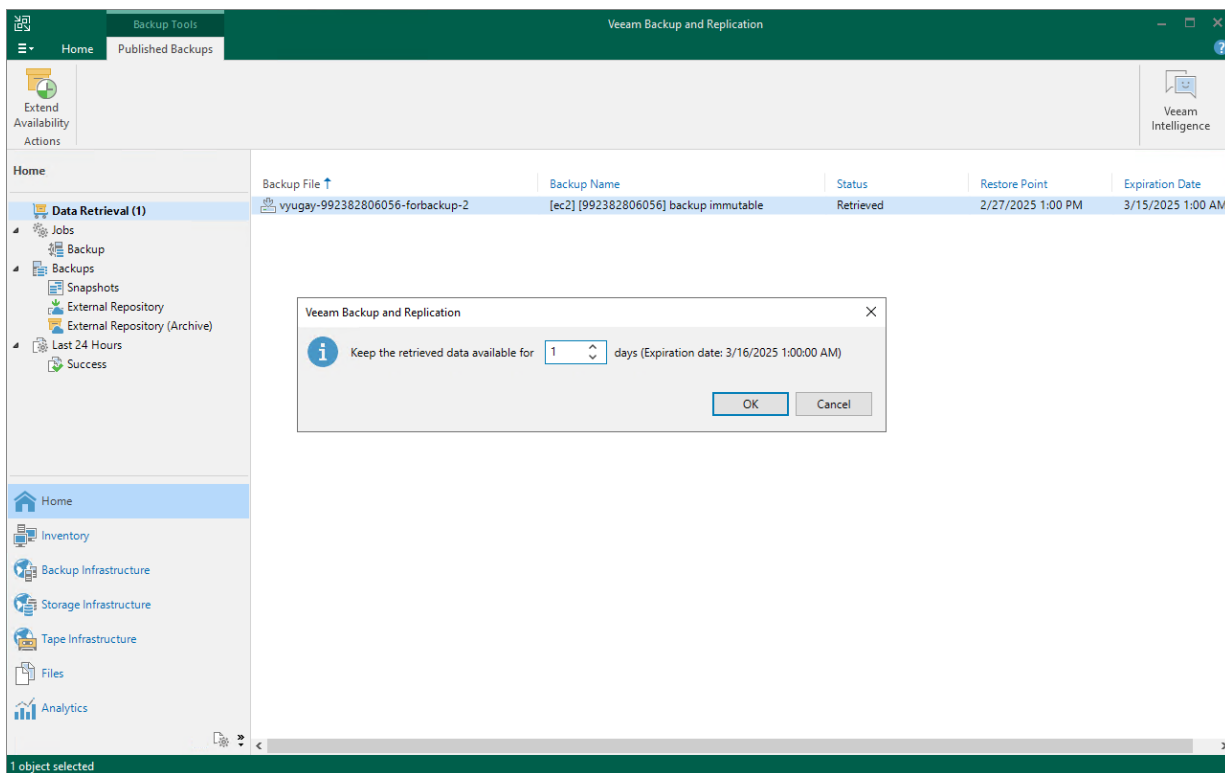 Backup Tools
Veeam Backup and Replication
Home Published Backups
Extend
Availability
Actions
Veeam
Intelligence
Home
Data Retrieval (1)
Jobs
Backup
Backups
Snapshots
External Repository
External Repository (Archive)
Last 24 Hours
Success
Backup File Backup Name Status Restore Point Expiration Date
vyugay-992382806056-forbackup-2 [ec2] [992382806056] backup immutable Retrieved 2/27/2025 1:00 PM 3/15/2025 1:00 AM
Veeam Backup and Replication
Keep the retrieved data available for 1 days (Expiration date: 3/16/2025 1:00:00 AM)
OK Cancel
Home
Inventory
Backup Infrastructure
Storage Infrastructure
Tape Infrastructure
Files
Analytics
1 object selected